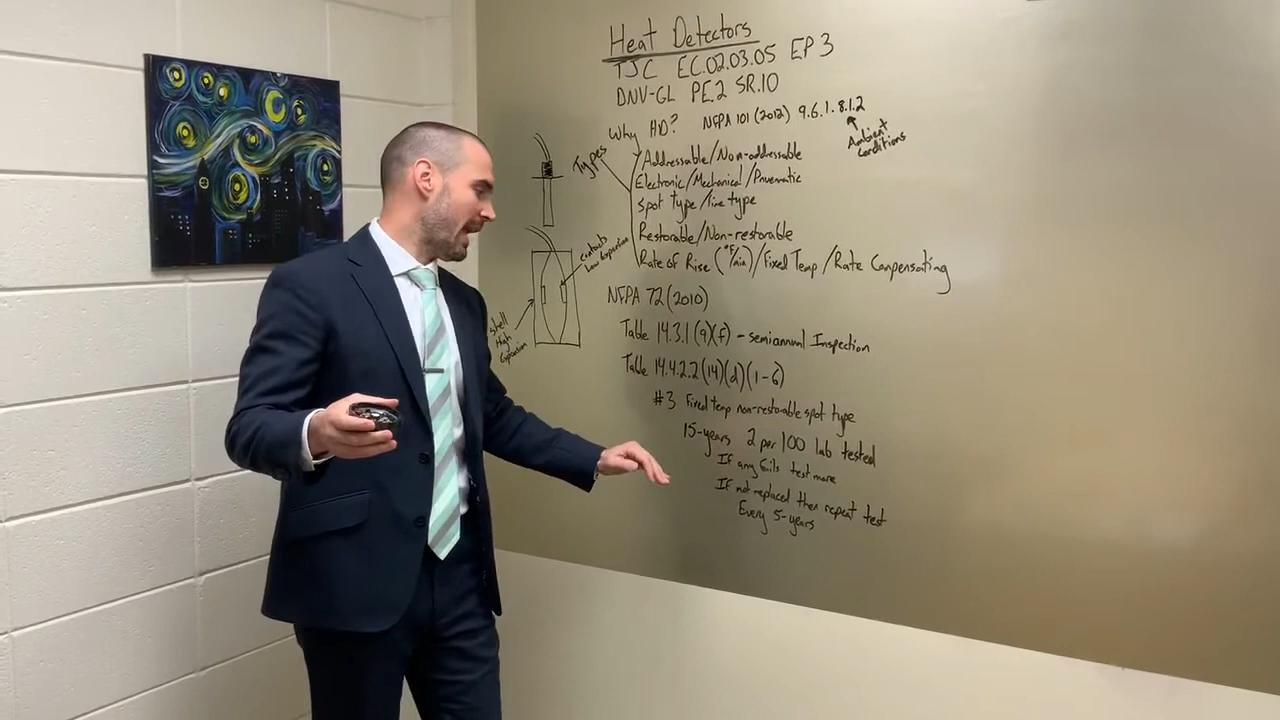 Heat Detectors
TJC EC.02.03.05 EP 3
DNV-GL PE.2 SR.10
Why HD? NFPA 101 (2012) 9.6.1.8.1.2
Ambient
Conditions
Types
Addressable/Non-addressable
Electronic/Mechanical/Pnuematic
Spot type/line type
Restorable/Non-restorable
Rate of Rise (°F/min)/Fixed Temp/Rate Compensating
Contacts
Low Expantion
Shell
High
Expantion
NFPA 72 (2010)
Table 14.3.1 (9)(f) - semiannual Inspection
Table 14.4.2.2 (14)(d)(1-6)
#3 Fixed temp non-restorable spot type
15-years 2 per 100 lab tested
If any fails test more
If not replaced then repeat test
Every 5-years